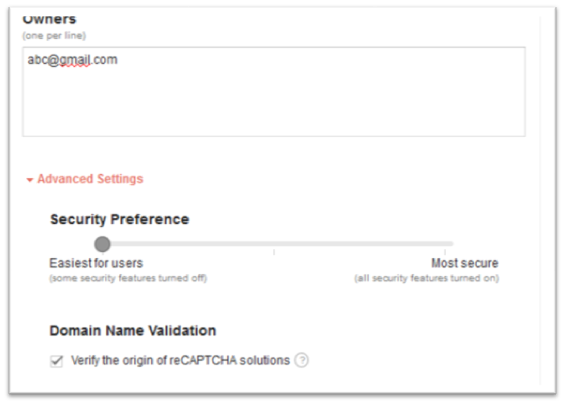 Owners
(one per line)
abc@gmail.com
Advanced Settings
Security Preference
Easiest for users
Most secure
(some security features turned off)
(all security features turned on)
Domain Name Validation
Verify the origin of reCAPTCHA solutions ?